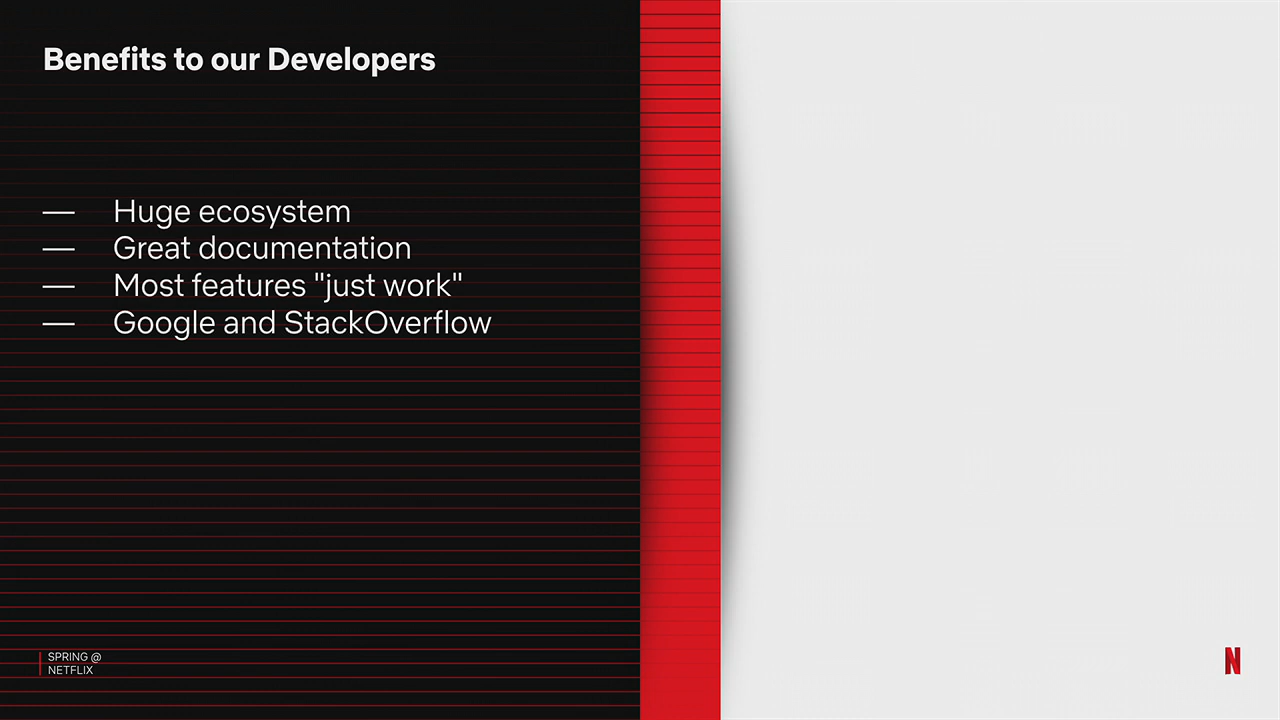 Benefits to our Developers
— Huge ecosystem
— Great documentation
— Most features "just work"
— Google and StackOverflow
SPRING @
NETFLIX
N